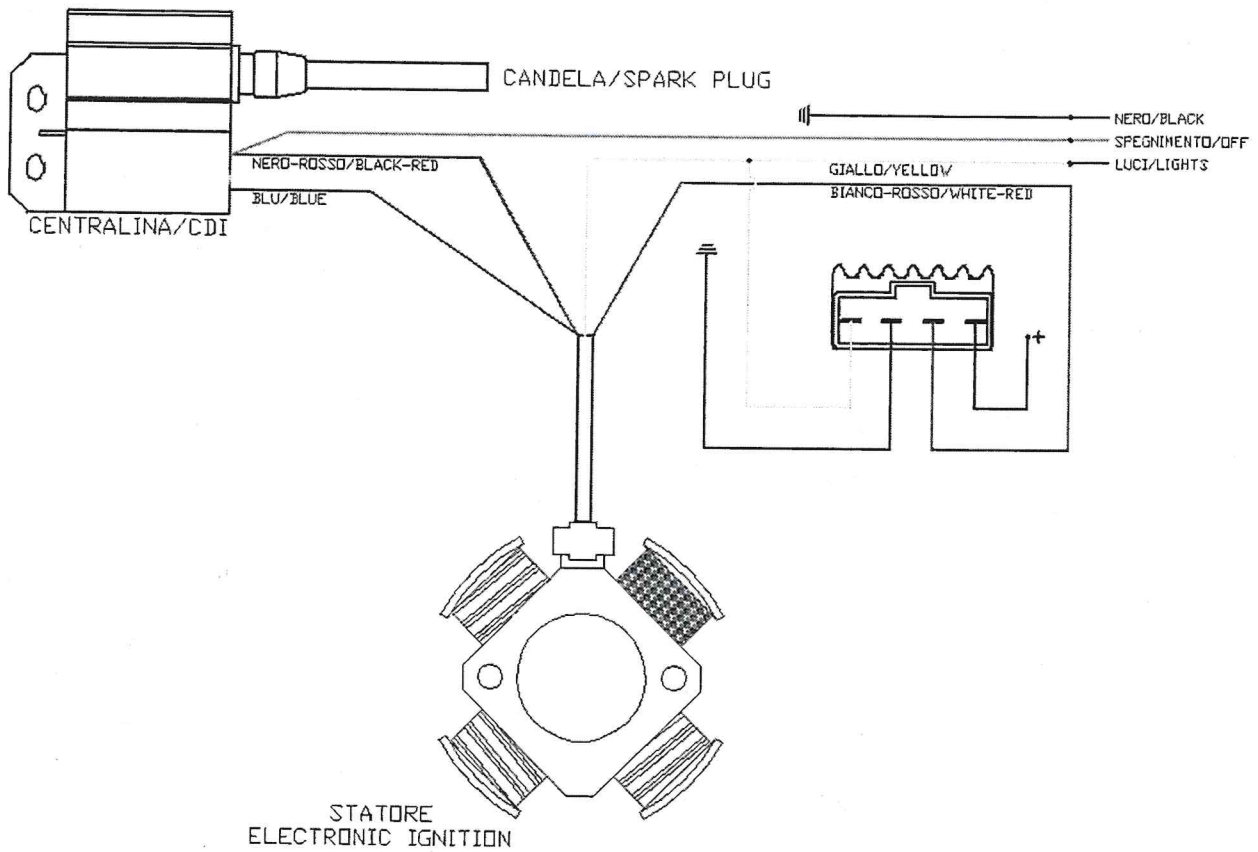 CANDELA/SPARK PLUG
NERO/BLACK
SPEGNIMENTO/OFF
LUCI/LIGHTS
NERO-ROSSO/BLACK-RED
GIALLO/YELLOW
BIANCO-ROSSO/WHITE-RED
BLU/BLUE
CENTRALINA/CDI
+
STATORE
ELECTRONIC IGNITION